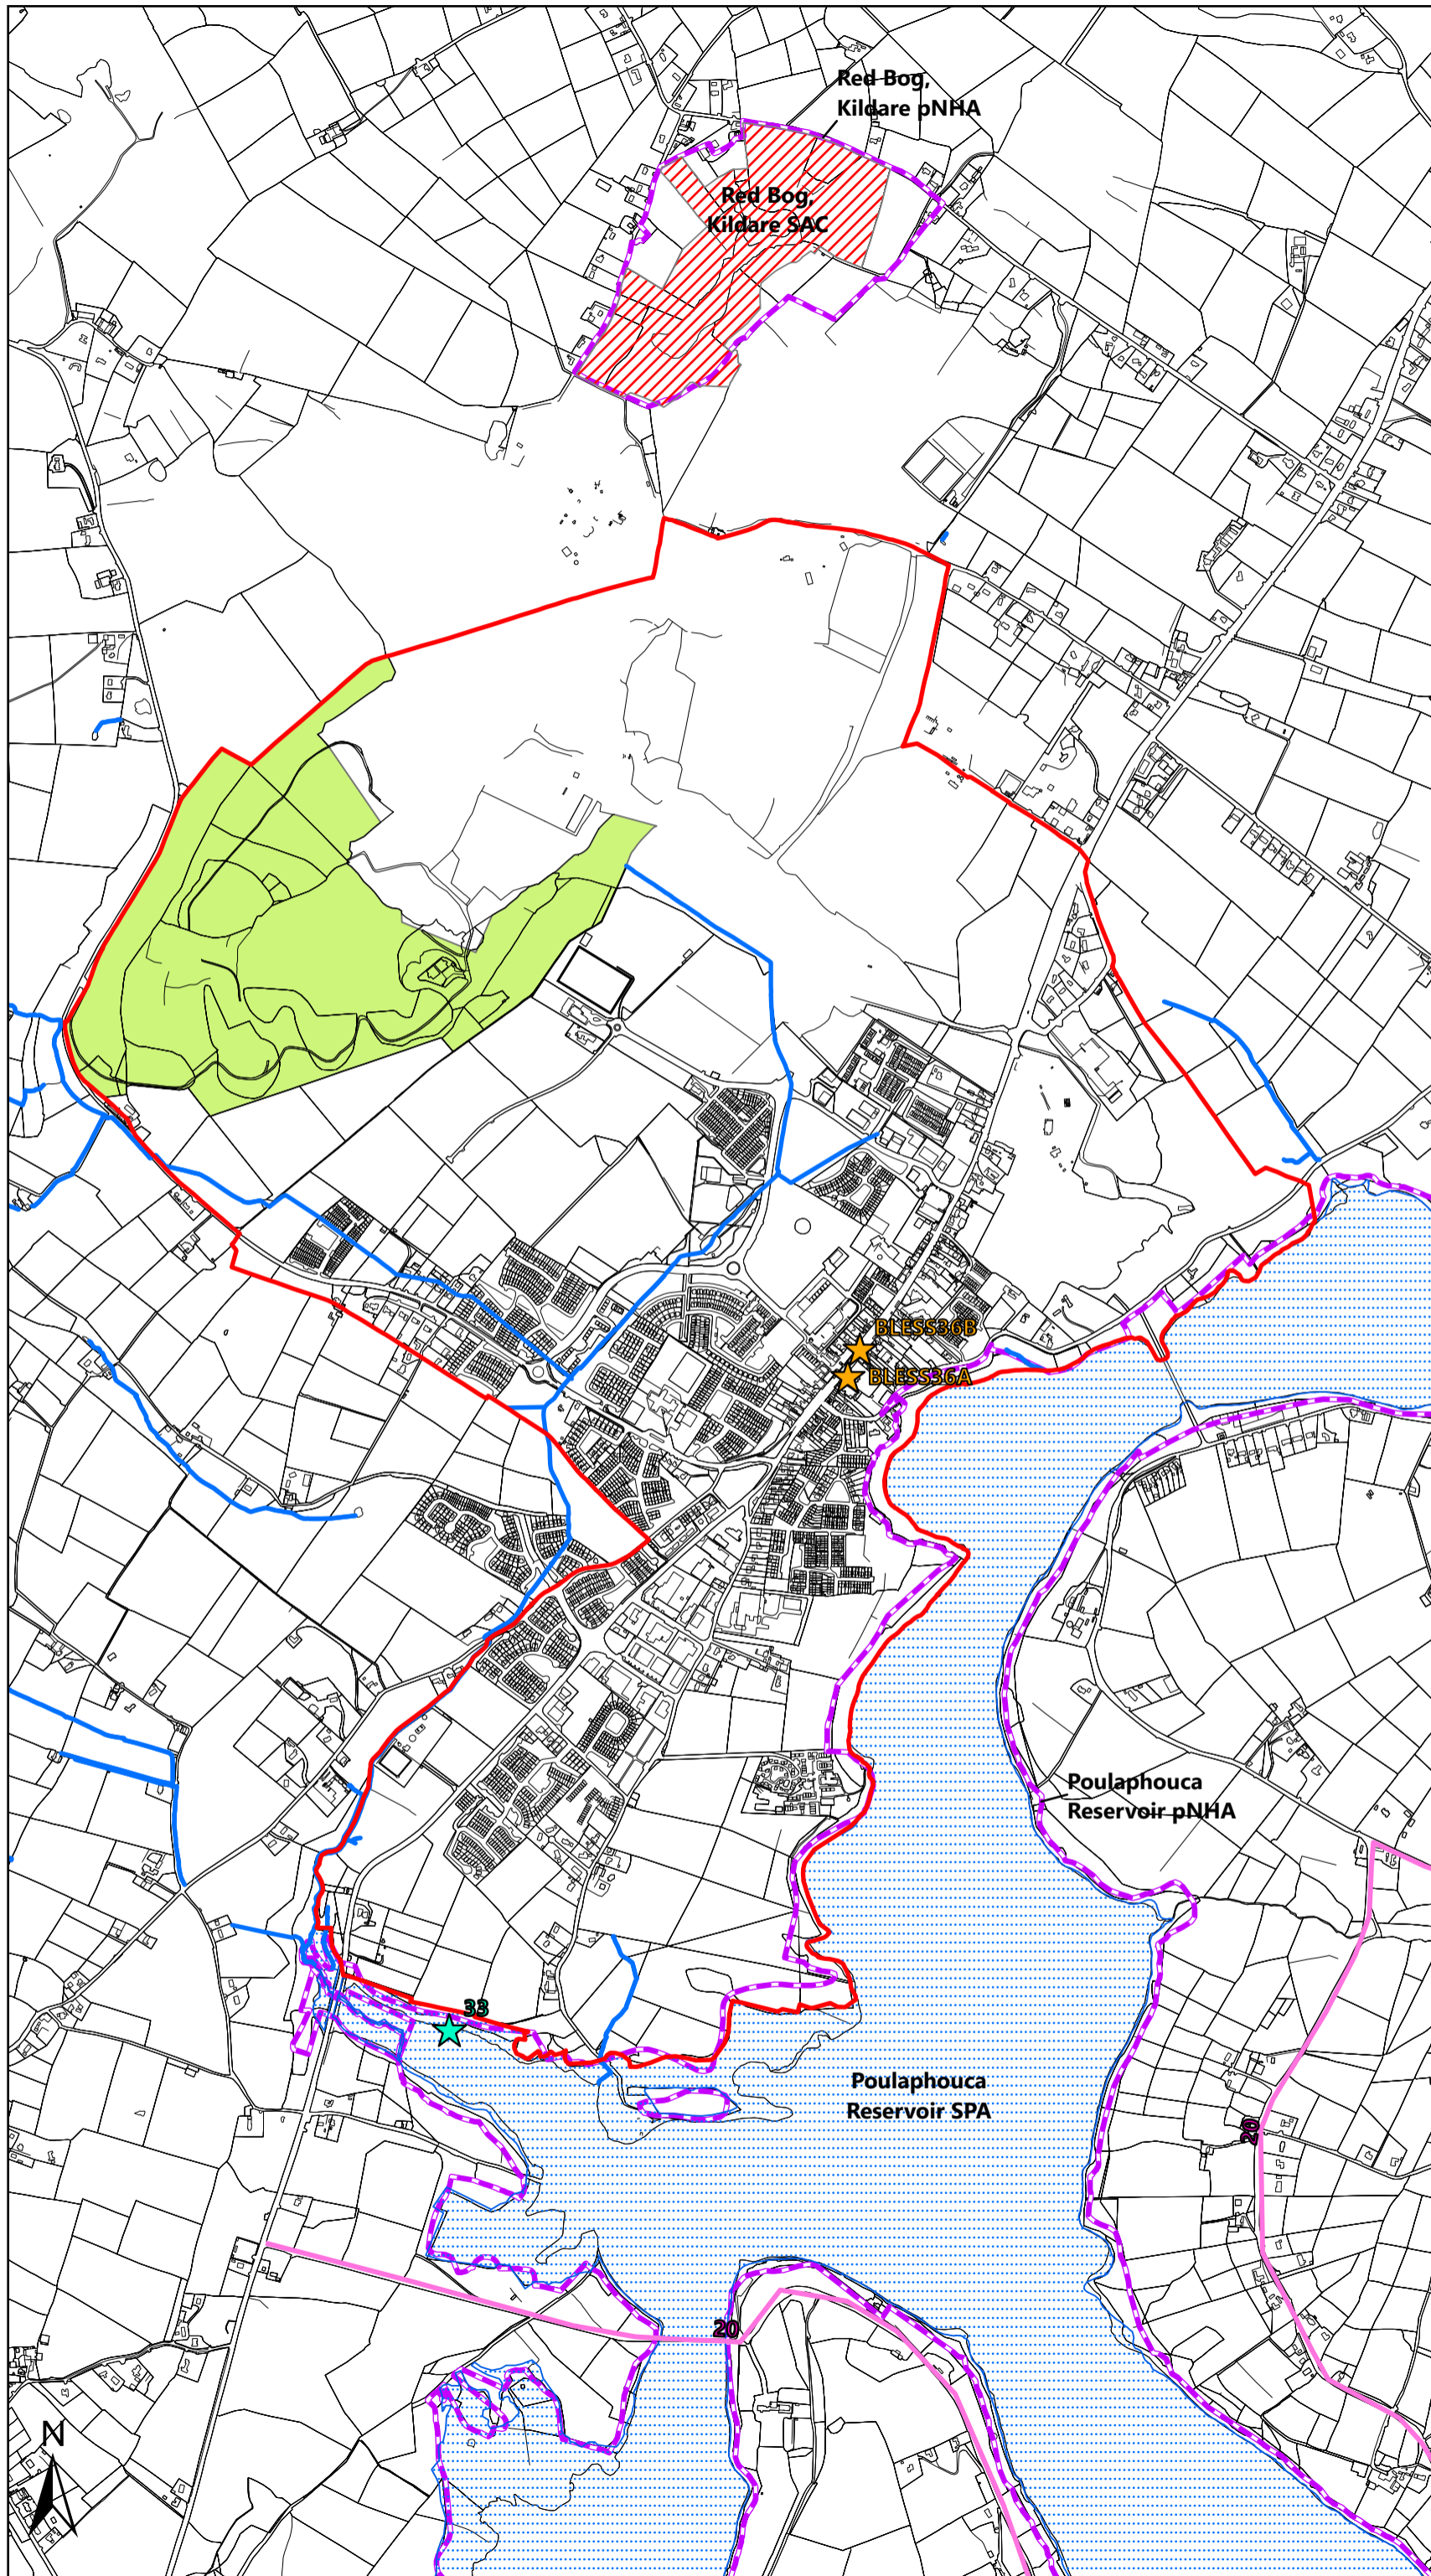 Red Bog,
Kildare pNHA
Red Bog,
Kildare SAC
BLESS36B
BLESS36A
Poulaphouca
Reservoir pNHA
33
Poulaphouca
Reservoir SPA
20
20
N